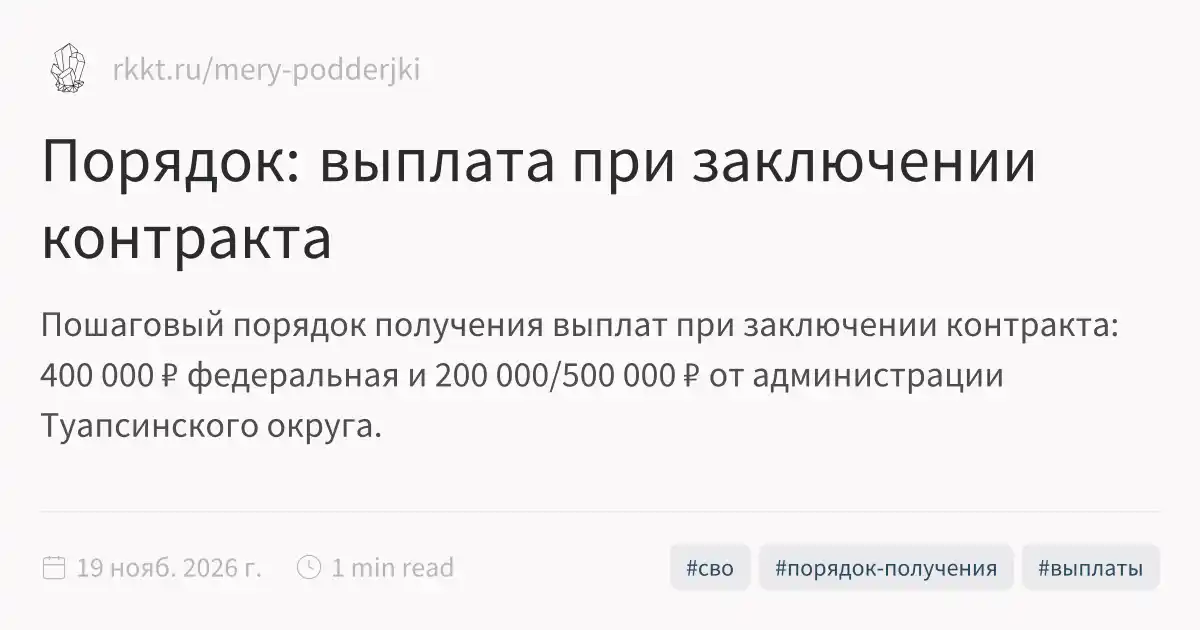 rkkt.ru/mery-podderjki
Порядок: выплата при заключении
контракта
Пошаговый порядок получения выплат при заключении контракта:
400 000 ₽ федеральная и 200 000/500 000 ₽ от администрации
Туапсинского округа.
19 нояб. 2026 г. 1 min read #сво #порядок-получения #выплаты